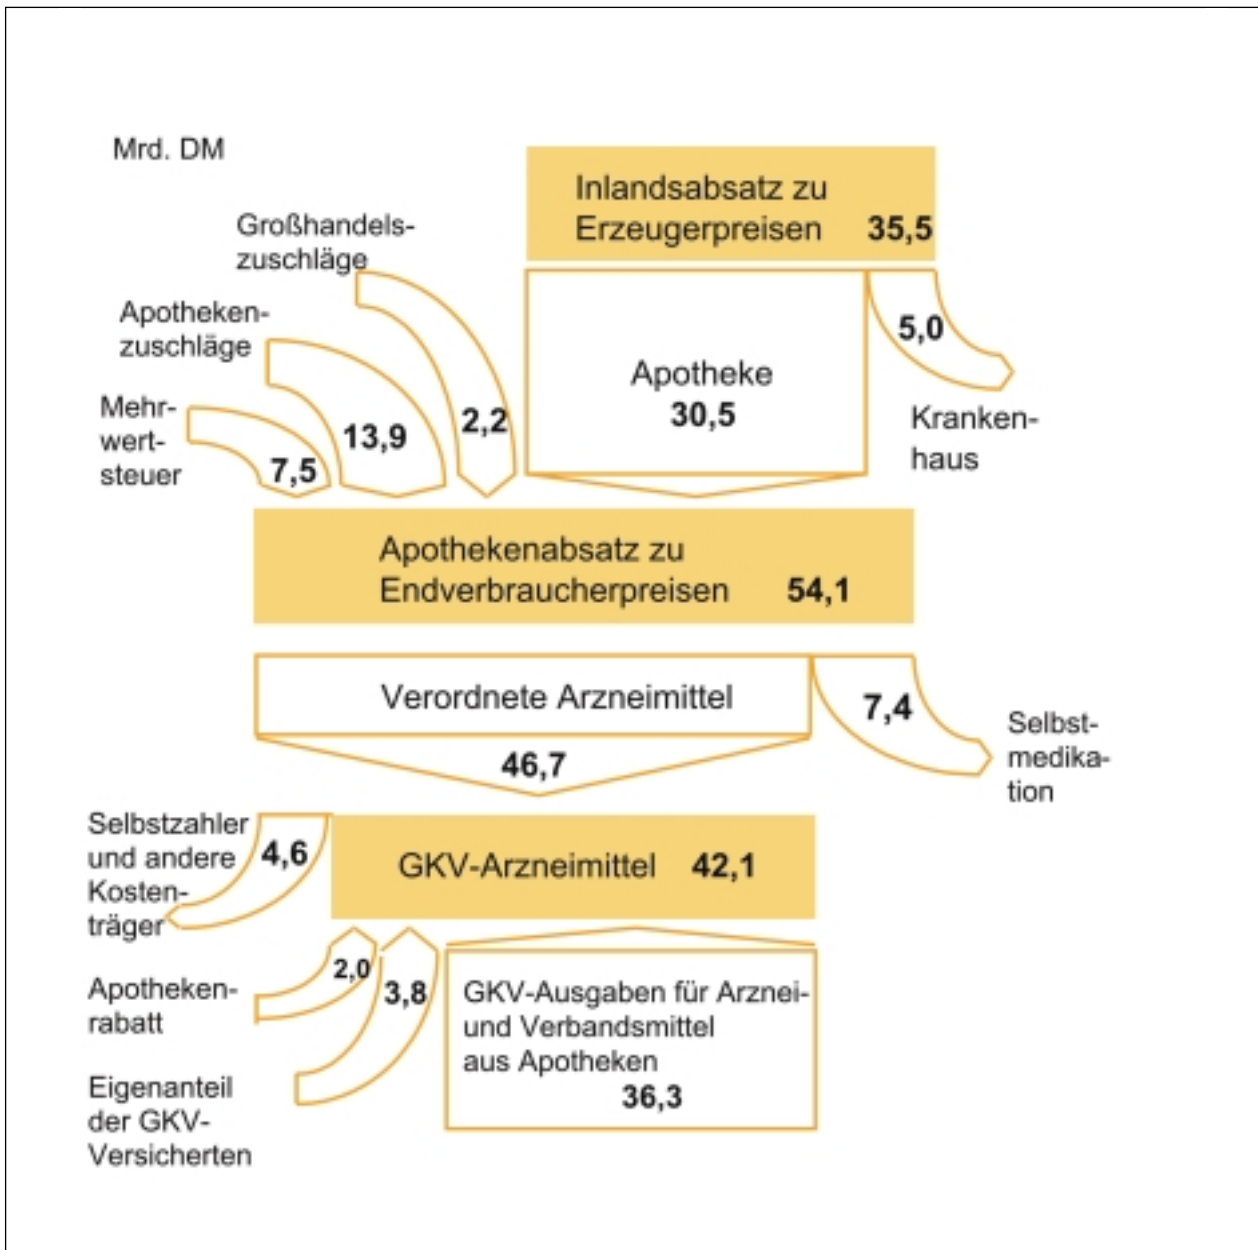 Mrd. DM
Inlandsabsatz zu
Erzeugerpreisen 35,5
Großhandels-
zuschläge
Apotheken-
zuschläge
Mehr-
wert-
steuer
7,5
13,9
2,2
Apotheke
30,5
5,0
Kranken-
haus
Apothekenabsatz zu
Endverbraucherpreisen 54,1
Verordnete Arzneimittel
46,7
7,4
Selbst-
medika-
tion
Selbstzahler
und andere
Kosten-
träger
4,6
GKV-Arzneimittel 42,1
Apotheken-
rabatt
2,0
Eigenanteil
der GKV-
Versicherten
3,8
GKV-Ausgaben für Arznei-
und Verbandsmittel
aus Apotheken
36,3